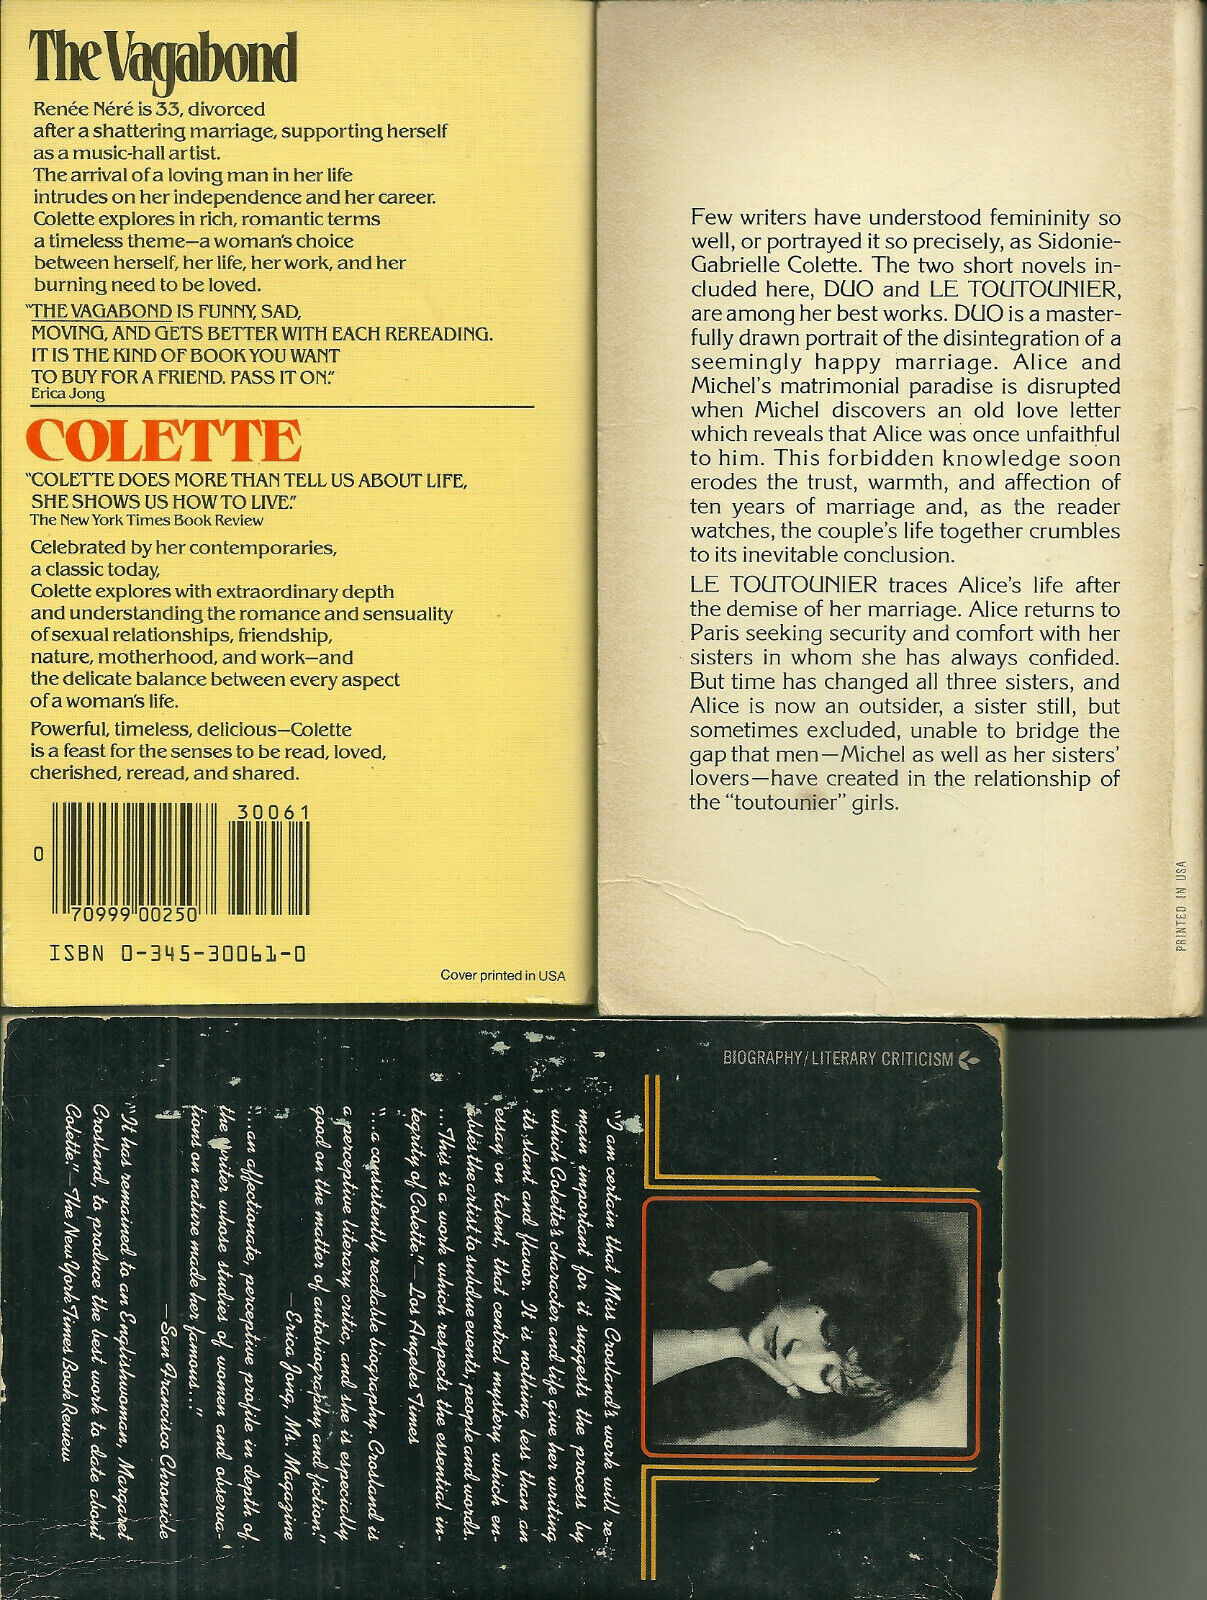 The Vagabond
Renée Néré is 33, divorced
after a shattering marriage, supporting herself
as a music-hall artist.
The arrival of a loving man in her life
intrudes on her independence and her career.
Colette explores in rich, romantic terms
a timeless theme—a woman's choice
between herself, her life, her work, and her
burning need to be loved.
"THE VAGABOND IS FUNNY, SAD,
MOVING, AND GETS BETTER WITH EACH REREADING.
IT IS THE KIND OF BOOK YOU WANT
TO BUY FOR A FRIEND. PASS IT ON."
Erica Jong
COLETTE
"COLETTE DOES MORE THAN TELL US ABOUT LIFE,
SHE SHOWS US HOW TO LIVE."
The New York Times Book Review
Celebrated by her contemporaries,
a classic today,
Colette explores with extraordinary depth
and understanding the romance and sensuality
of sexual relationships, friendship,
nature, motherhood, and work—and
the delicate balance between every aspect
of a woman's life.
Powerful, timeless, delicious—Colette
is a feast for the senses to be read, loved,
cherished, reread, and shared.
30061
0
70999 00250
ISBN 0-345-30061-0
Cover printed in USA
Few writers have understood femininity so
well, or portrayed it so precisely, as Sidonie-
Gabrielle Colette. The two short novels in-
cluded here, DUO and LE TOUTOUNIER,
are among her best works. DUO is a master-
fully drawn portrait of the disintegration of a
seemingly happy marriage. Alice and
Michel's matrimonial paradise is disrupted
when Michel discovers an old love letter
which reveals that Alice was once unfaithful
to him. This forbidden knowledge soon
erodes the trust, warmth, and affection of
ten years of marriage and, as the reader
watches, the couple's life together crumbles
to its inevitable conclusion.
LE TOUTOUNIER traces Alice's life after
the demise of her marriage. Alice returns to
Paris seeking security and comfort with her
sisters in whom she has always confided.
But time has changed all three sisters, and
Alice is now an outsider, a sister still, but
sometimes excluded, unable to bridge the
gap that men—Michel as well as her sisters'
lovers—have created in the relationship of
the "toutounier" girls.
PRINTED IN USA
BIOGRAPHY/LITERARY CRITICISM
"I am certain that Miss Crosland's work will re-
main important for it suggests the process by
which Colette's character and life give her writing
its slant and flavor. It is nothing less than an
essay on talent, that central mystery which en-
ables the artist to subdue events, people and words.
...This is a work which respects the essential in-
tegrity of Colette."—Los Angeles Times
"...a consistently readable biography. Crosland is
a perceptive literary critic, and she is especially
good on the matter of autobiography and fiction."
—Erica Jong, Ms. Magazine
"...an affectionate, perceptive profile in depth of
the writer whose studies of women and observa-
tions on nature made her famous..."
—San Francisco Chronicle
"It has remained to an Englishwoman, Margaret
Crosland, to produce the best work to date about
Colette."—The New York Times Book Review